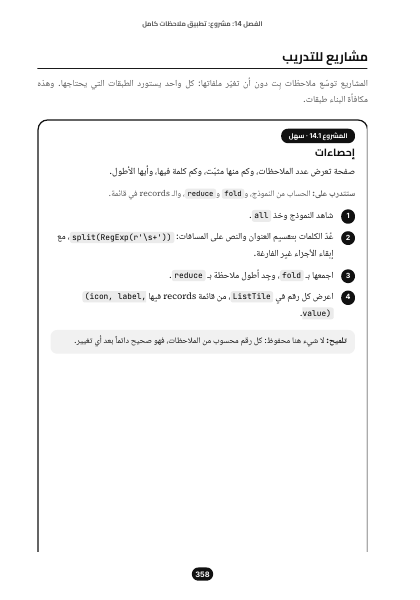 الفصل 14: مشروع: تطبيق ملاحظات كامل
مشاريع للتدريب
المشاريع توسّع ملاحظات بِت دون أن تغيّر ملفاتها: كل واحد يستورد الطبقات التي يحتاجها. وهذه
مكافأة البناء طبقات.
المشروع 14.1 · سهل
إحصاءات
صفحة تعرض عدد الملاحظات، وكم منها مثبّت، وكم كلمة فيها، وأيها الأطول.
ستتدرب على: الحساب من النموذج، و fold و reduce، والـ records في قائمة.
1 شاهد النموذج وخذ all.
2 عُدّ الكلمات بتقسيم العنوان والنص على المسافات: split(RegExp(r'\s+'))، مع
إبقاء الأجزاء غير الفارغة.
3 اجمعها بـ fold، وجِد أطول ملاحظة بـ reduce.
4 اعرض كل رقم في ListTile، من قائمة records فيها (icon, label,
value).
تلميح: لا شيء هنا محفوظ: كل رقم محسوب من الملاحظات، فهو صحيح دائماً بعد أي تغيير.
358